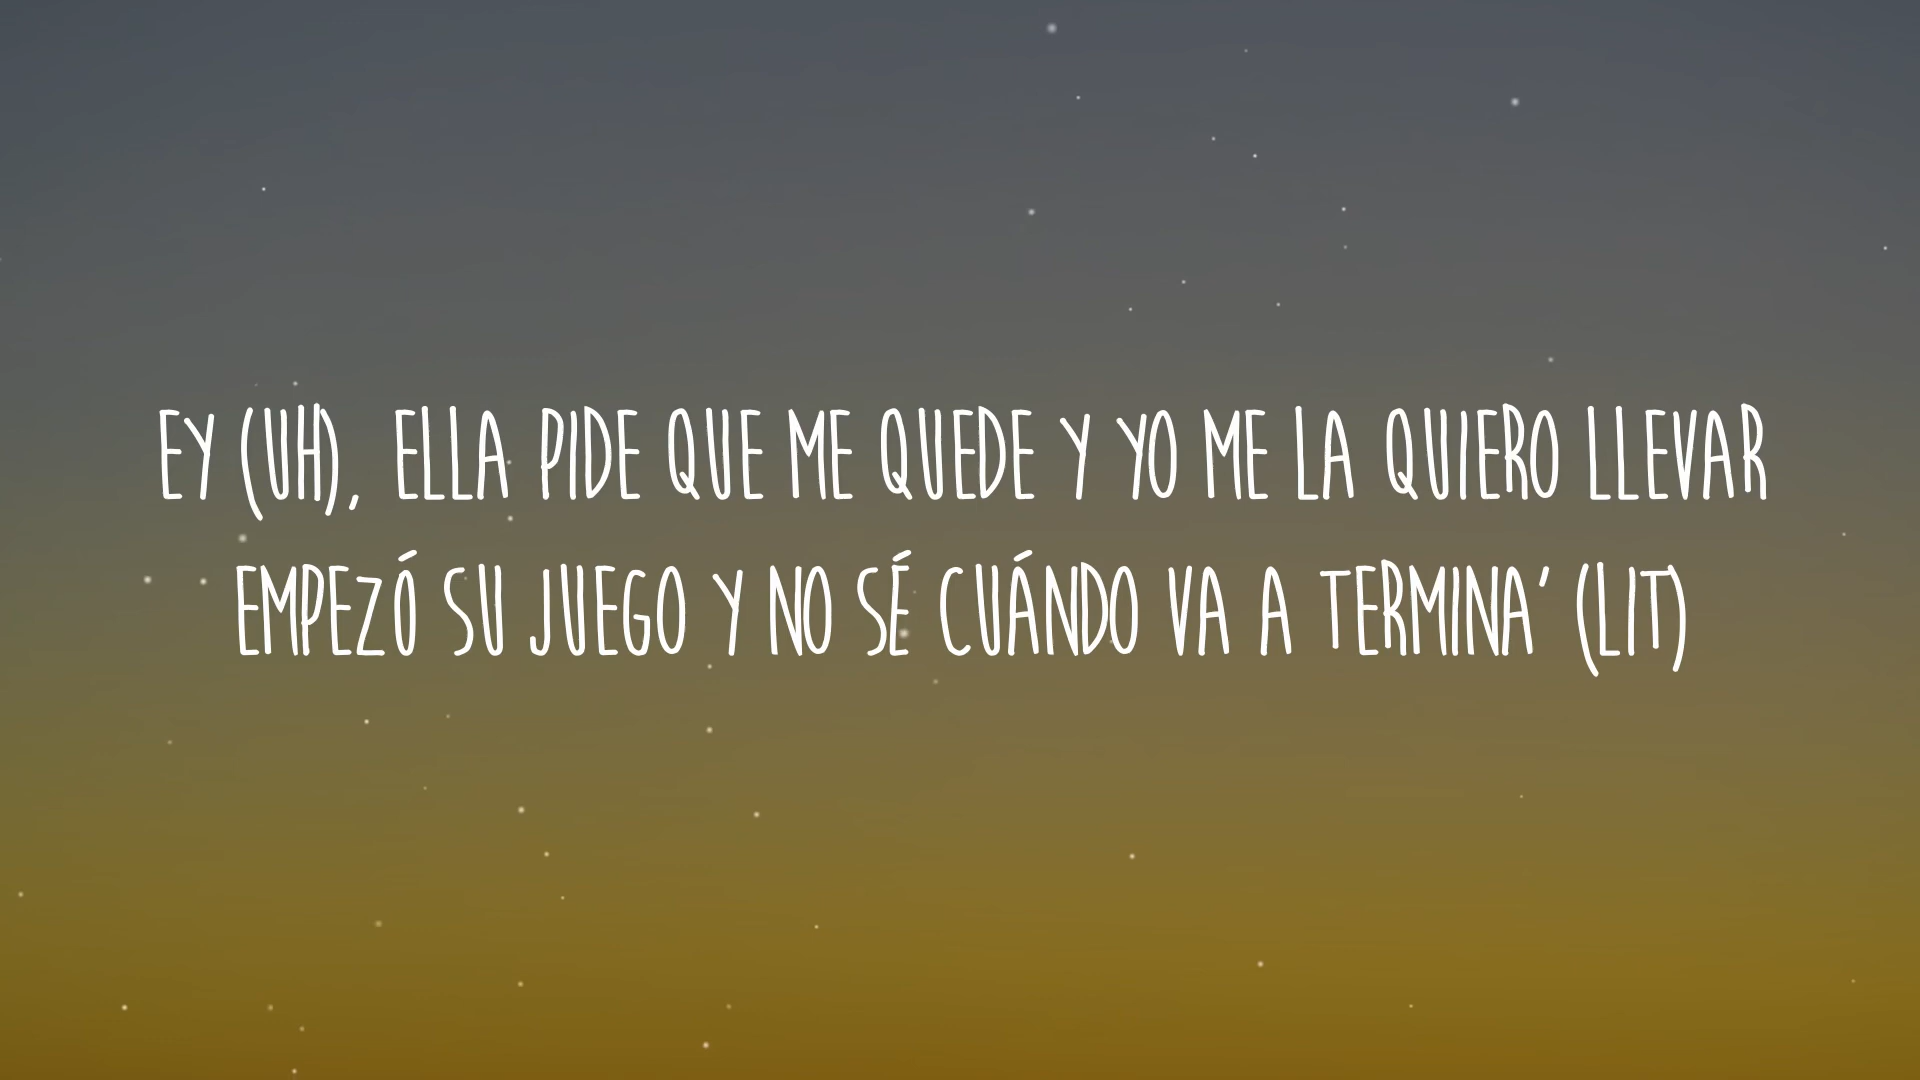 EY (UH), ELLA PIDE QUE ME QUEDE Y YO ME LA QUIERO LLEVAR
EMPEZÓ SU JUEGO Y NO SÉ CUÁNDO VA A TERMINA' (LIT)